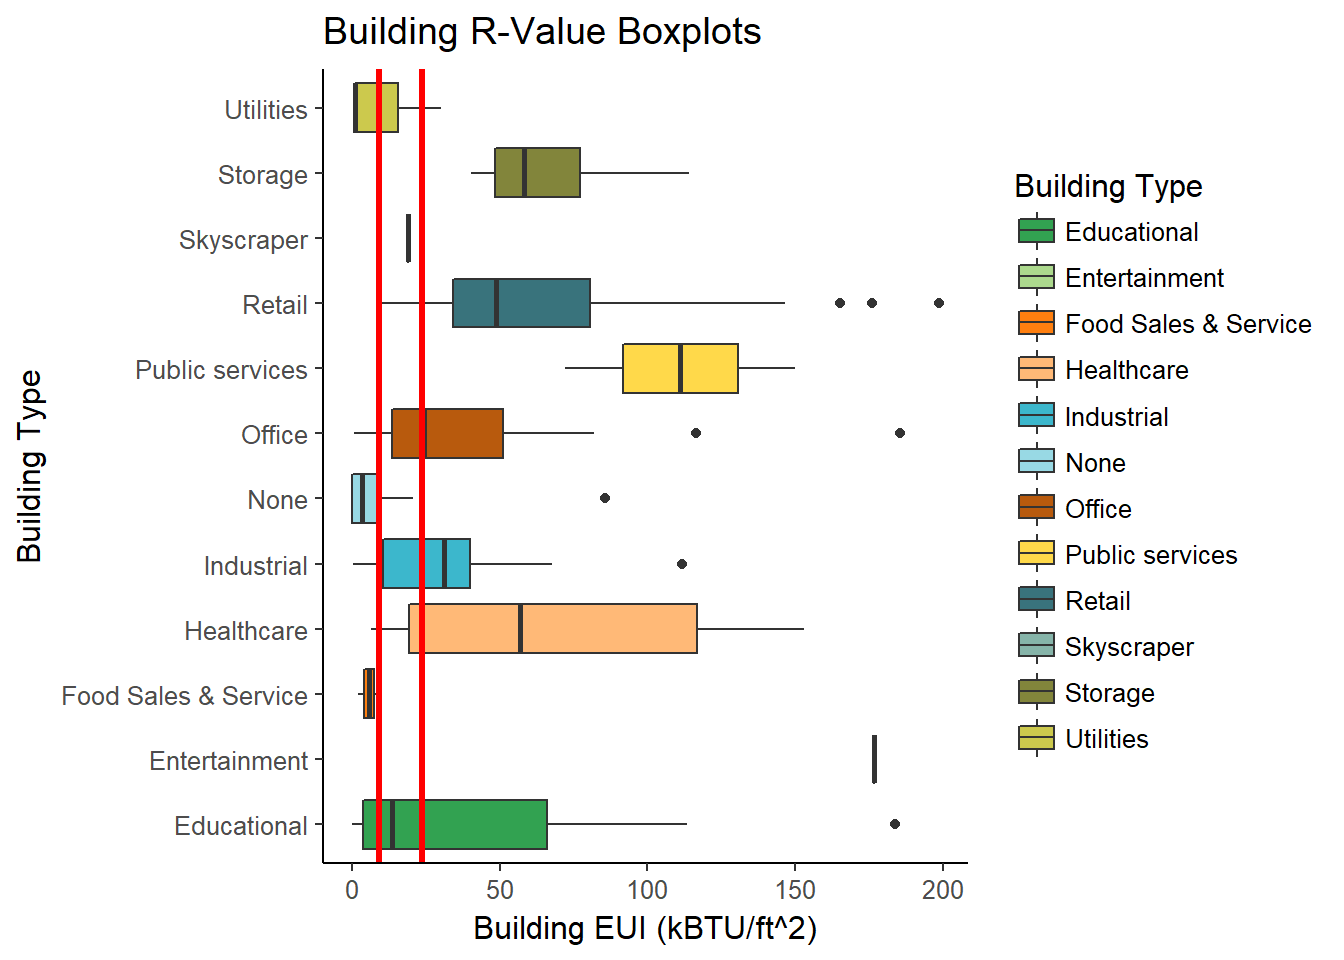 Building R-Value Boxplots
Building Type
Utilities
Storage
Skyscraper
Retail
Public services
Office
None
Industrial
Healthcare
Food Sales & Service
Entertainment
Educational
0 50 100 150 200
Building EUI (kBTU/ft^2)
Building Type
Educational
Entertainment
Food Sales & Service
Healthcare
Industrial
None
Office
Public services
Retail
Skyscraper
Storage
Utilities